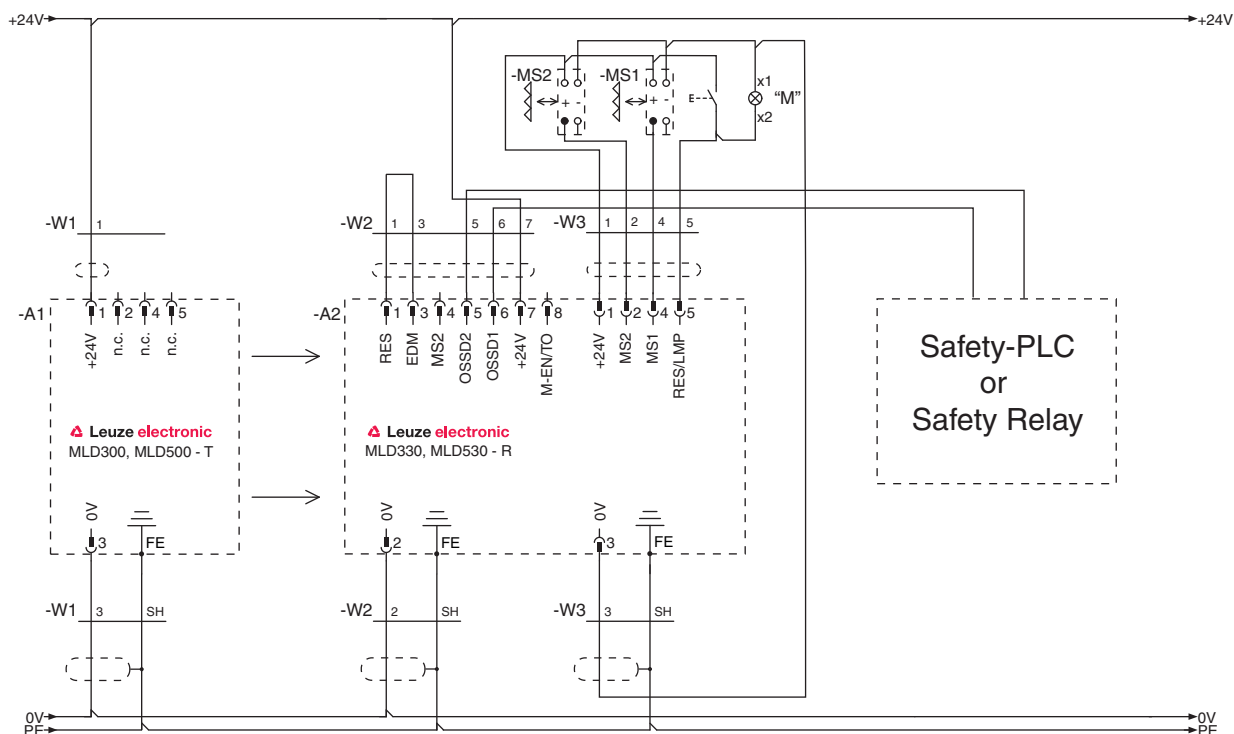 +24V
+24V
-MS2
-MS1
+ -
+ -
E
x1
x2
“M”
-W1
1
-W2
1
3
5
6
7
-W3
1
2
4
5
-A1
1
2
4
5
+24V
n.c.
n.c.
n.c.
-A2
1
3
4
5
6
7
8
RES
EDM
MS2
OSSD2
OSSD1
+24V
M-EN/TO
1
2
4
5
+24V
MS2
MS1
RES/LMP
Safety-PLC
or
Safety Relay
Leuze electronic
MLD300, MLD500 - T
Leuze electronic
MLD330, MLD530 - R
0V
3
FE
0V
2
FE
0V
3
FE
-W1
3
SH
-W2
2
SH
-W3
3
SH
0V
0V
PE
PE